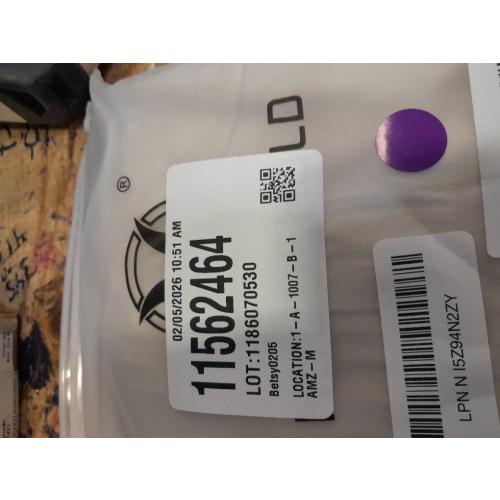 02/05/2026 10:51 AM
11562464
LOT:1186070530
Betsy0205
LOCATION:1-A-1007-B-1
AMZ-M
LPN N I5Z94N2ZY
LD
®